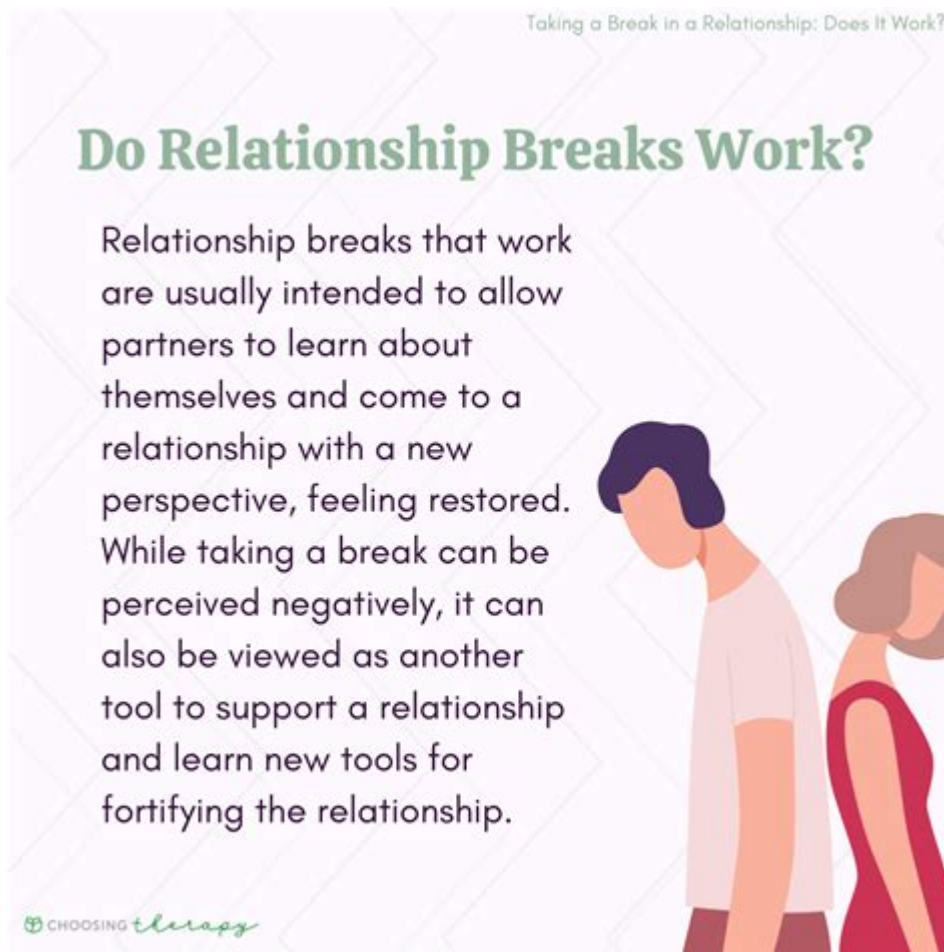 Taking a Break in a Relationship: Does It Work?
Do Relationship Breaks Work?
Relationship breaks that work
are usually intended to allow
partners to learn about
themselves and come to a
relationship with a new
perspective, feeling restored.
While taking a break can be
perceived negatively, it can
also be viewed as another
tool to support a relationship
and learn new tools for
fortifying the relationship.
CHOOSING therapy